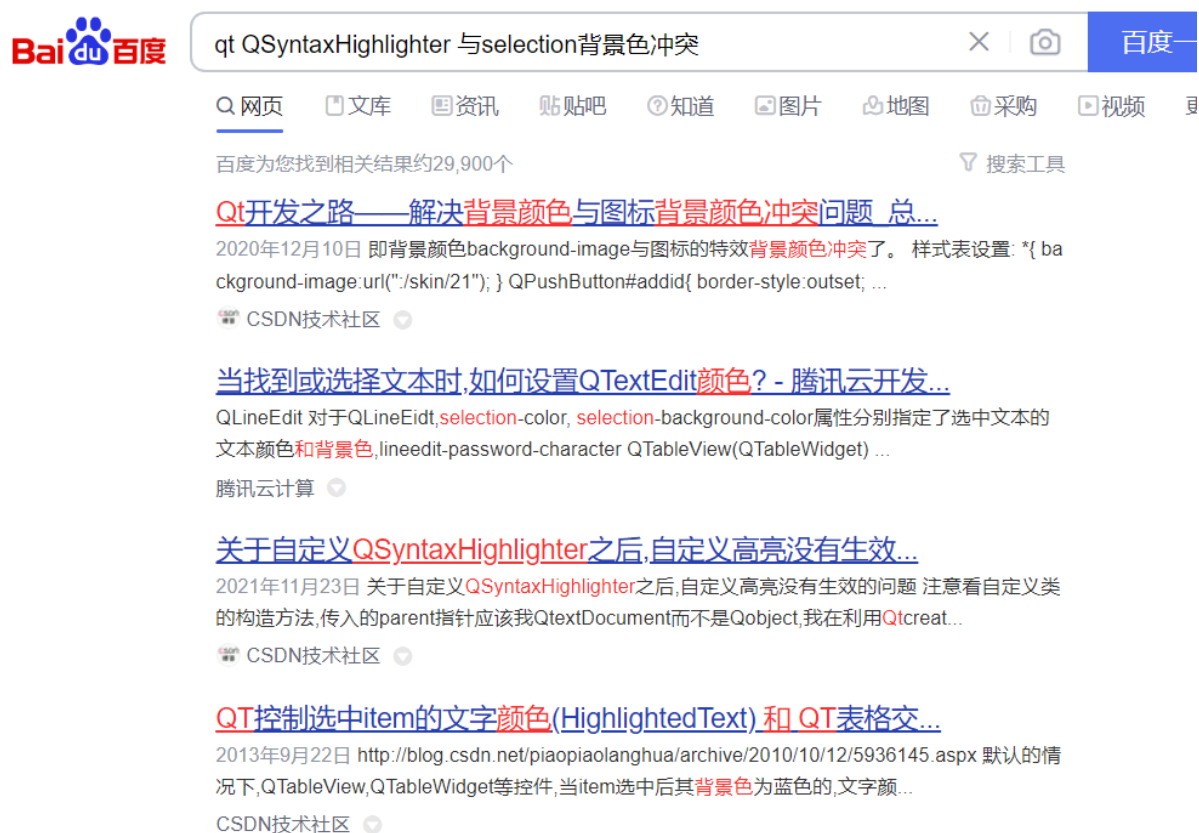 Bai du 百度
qt QSyntaxHighlighter 与selection背景色冲突
百度一
网页 文库 资讯 贴吧 知道 图片 地图 采购 视频
百度为您找到相关结果约29,900个 搜索工具
Qt开发之路——解决背景颜色与图标背景颜色冲突问题_总...
2020年12月10日 即背景颜色background-image与图标的特效背景颜色冲突了。 样式表设置: *{ ba
ckground-image:url(":/skin/21"); } QPushButton#addid{ border-style:outset; ...
CSDN技术社区
当找到或选择文本时,如何设置QTextEdit颜色? - 腾讯云开发...
QLineEdit 对于QLineEidt,selection-color, selection-background-color属性分别指定了选中文本的
文本颜色和背景色,lineedit-password-character QTableView(QTableWidget) ...
腾讯云计算
关于自定义QSyntaxHighlighter之后,自定义高亮没有生效...
2021年11月23日 关于自定义QSyntaxHighlighter之后,自定义高亮没有生效的问题 注意看自定义类
的构造方法,传入的parent指针应该我QtextDocument而不是Qobject,我在利用Qtcreat...
CSDN技术社区
QT控制选中item的文字颜色(HighlightedText) 和 QT表格交...
2013年9月22日 http://blog.csdn.net/piaopiaolanghua/archive/2010/10/12/5936145.aspx 默认的情
况下,QTableView,QTableWidget等控件,当item选中后其背景色为蓝色的,文字颜...
CSDN技术社区